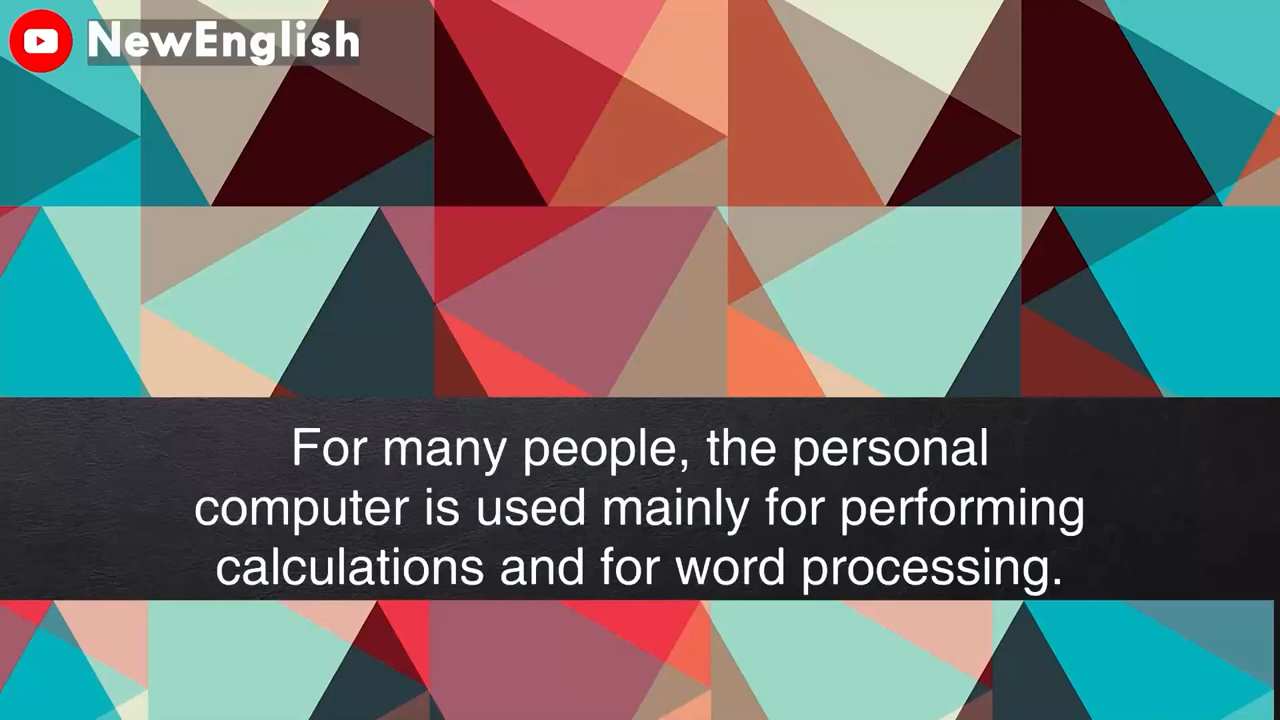 NewEnglish
For many people, the personal
computer is used mainly for performing
calculations and for word processing.